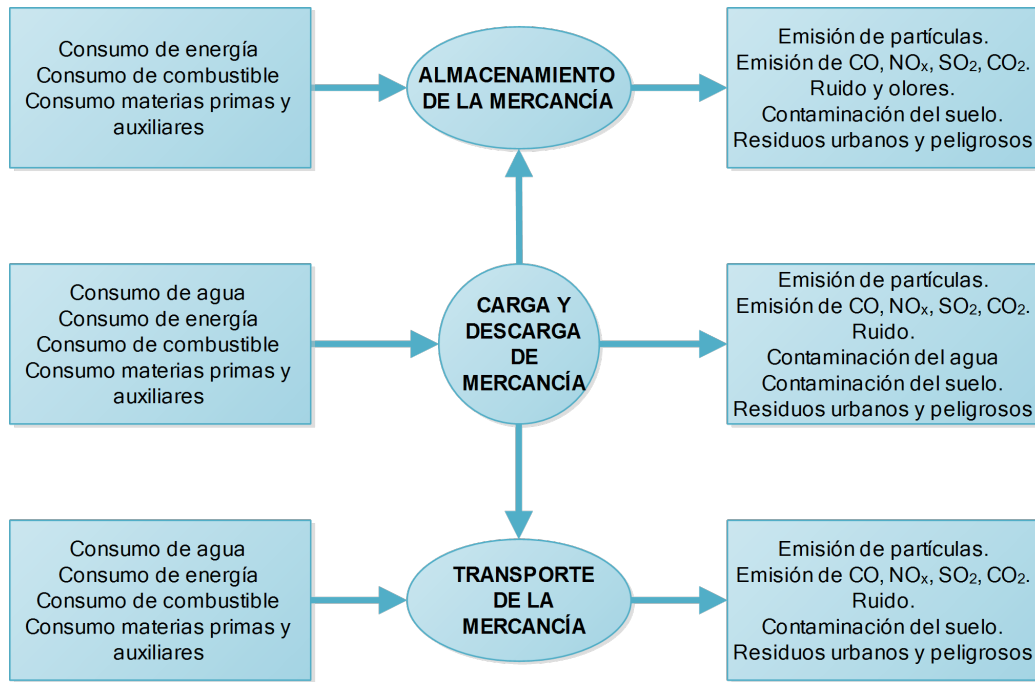 Consumo de energía
Consumo de combustible
Consumo materias primas y
auxiliares
ALMACENAMIENTO
DE LA MERCANCÍA
Emisión de partículas.
Emisión de CO, NOₓ, SO₂, CO₂.
Ruido y olores.
Contaminación del suelo.
Residuos urbanos y peligrosos
Consumo de agua
Consumo de energía
Consumo de combustible
Consumo materias primas y
auxiliares
CARGA Y
DESCARGA
DE
MERCANCÍA
Emisión de partículas.
Emisión de CO, NOₓ, SO₂, CO₂.
Ruido.
Contaminación del agua
Contaminación del suelo.
Residuos urbanos y peligrosos
Consumo de agua
Consumo de energía
Consumo de combustible
Consumo materias primas y
auxiliares
TRANSPORTE
DE LA
MERCANCÍA
Emisión de partículas.
Emisión de CO, NOₓ, SO₂, CO₂.
Ruido.
Contaminación del suelo.
Residuos urbanos y peligrosos